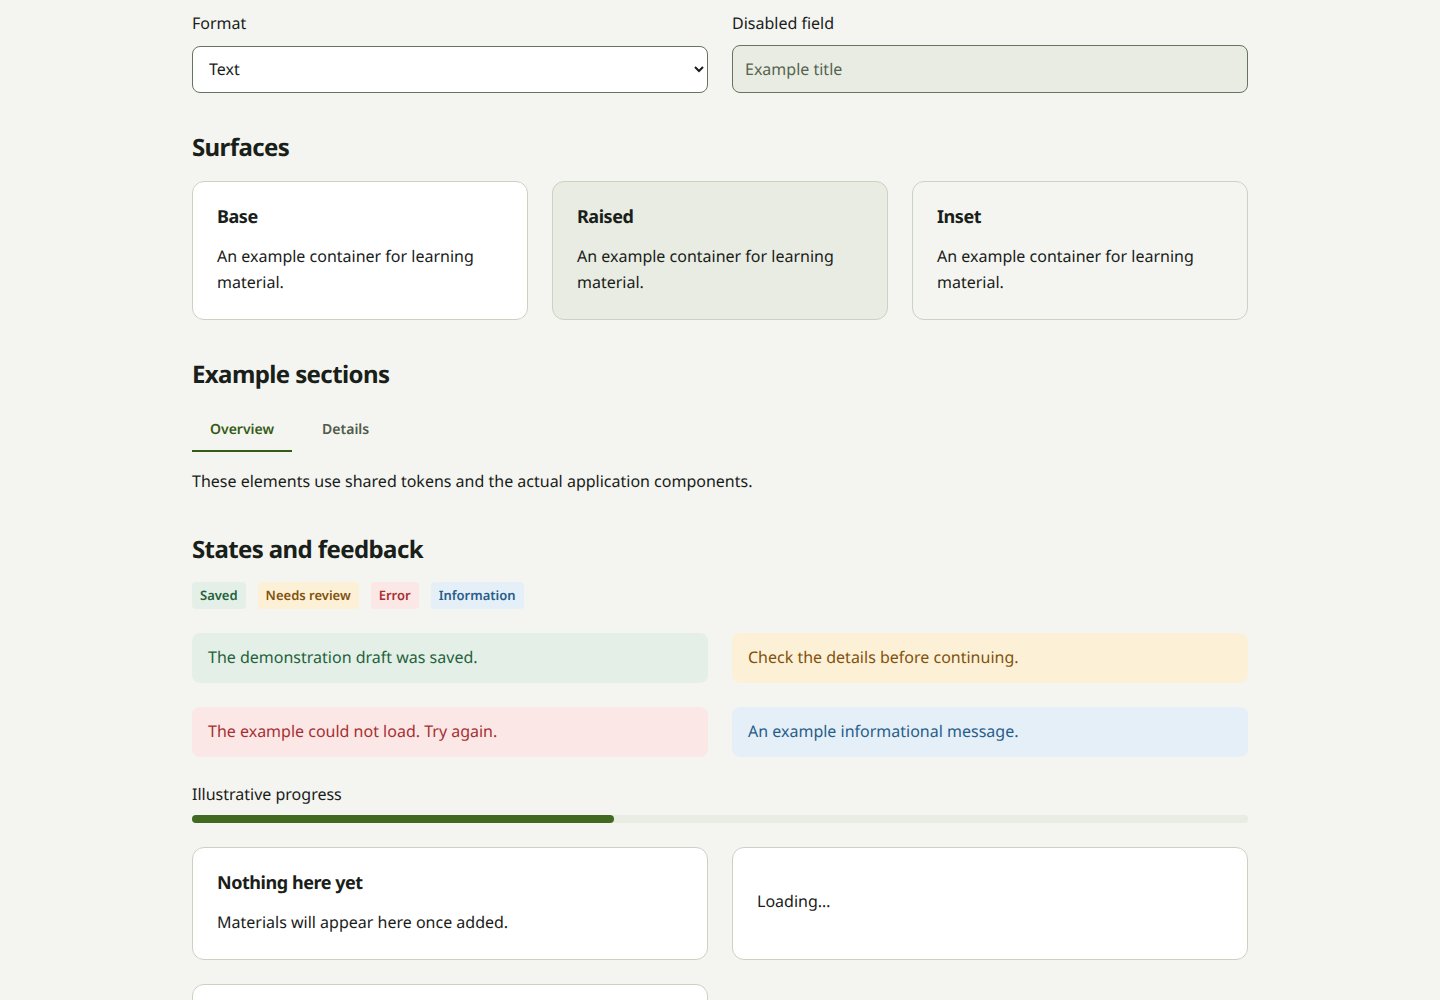 Format
Disabled field
Text
Example title
Surfaces
Base
An example container for learning
material.
Raised
An example container for learning
material.
Inset
An example container for learning
material.
Example sections
Overview
Details
These elements use shared tokens and the actual application components.
States and feedback
Saved
Needs review
Error
Information
The demonstration draft was saved.
Check the details before continuing.
The example could not load. Try again.
An example informational message.
Illustrative progress
Nothing here yet
Materials will appear here once added.
Loading…